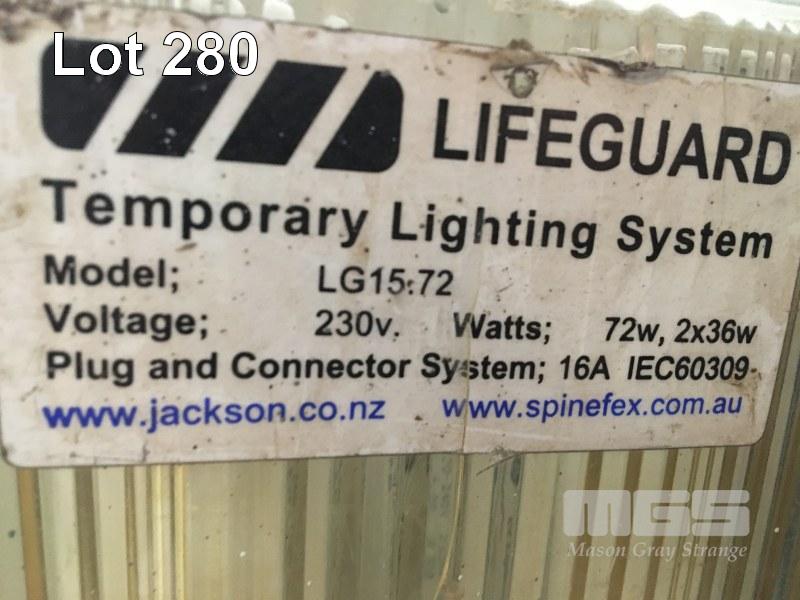 Lot 280
LIFEGUARD
Temporary Lighting System
Model; LG15.72
Voltage; 230v. Watts; 72w, 2x36w
Plug and Connector System; 16A IEC60309-
www.jackson.co.nz www.spinefex.com.au
MGS
Mason Gray Strange